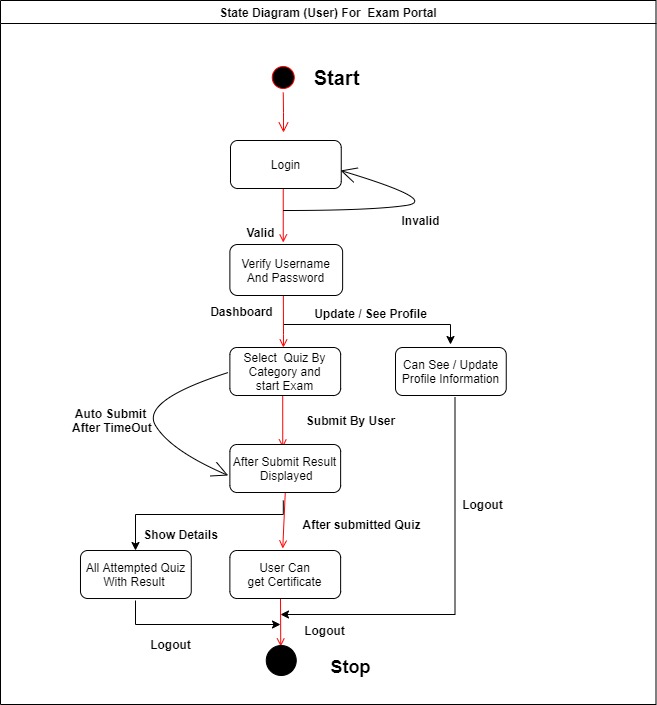 State Diagram (User) For  Exam Portal
Start
Login
Invalid
Valid
Verify Username
And Password
Dashboard
Update / See Profile
Select  Quiz By
Category and
start Exam
Can See / Update
Profile Information
Auto Submit
After TimeOut
Submit By User
After Submit Result
Displayed
Logout
After submitted Quiz
Show Details
All Attempted Quiz
With Result
User Can
get Certificate
Logout
Logout
Stop